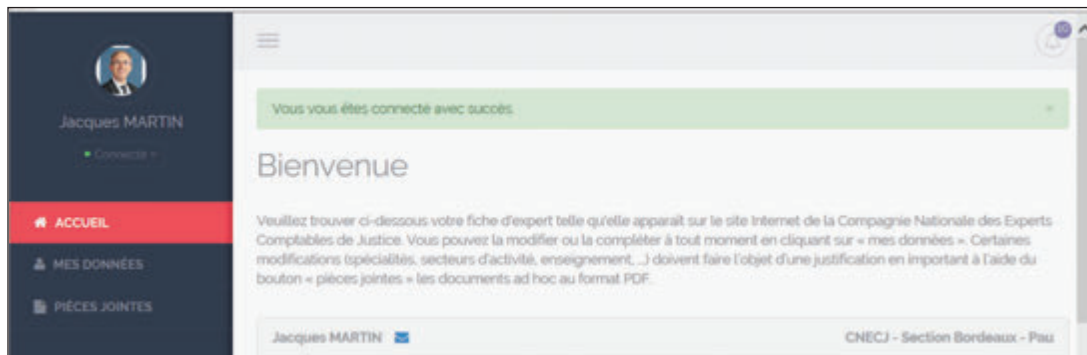 Jacques MARTIN
Connecté
ACCUEIL
MES DONNÉES
PIÈCES JOINTES
10
Vous vous êtes connecté avec succès.
×
Bienvenue
Veuillez trouver ci-dessous votre fiche d'expert telle qu'elle apparaît sur le site Internet de la Compagnie Nationale des Experts
Comptables de Justice. Vous pouvez la modifier ou la compléter à tout moment en cliquant sur « mes données ». Certaines
modifications (spécialités, secteurs d'activité, enseignement, ...) doivent faire l'objet d'une justification en important à l'aide du
bouton « pièces jointes » les documents ad hoc au format PDF.
Jacques MARTIN CNECJ - Section Bordeaux - Pau